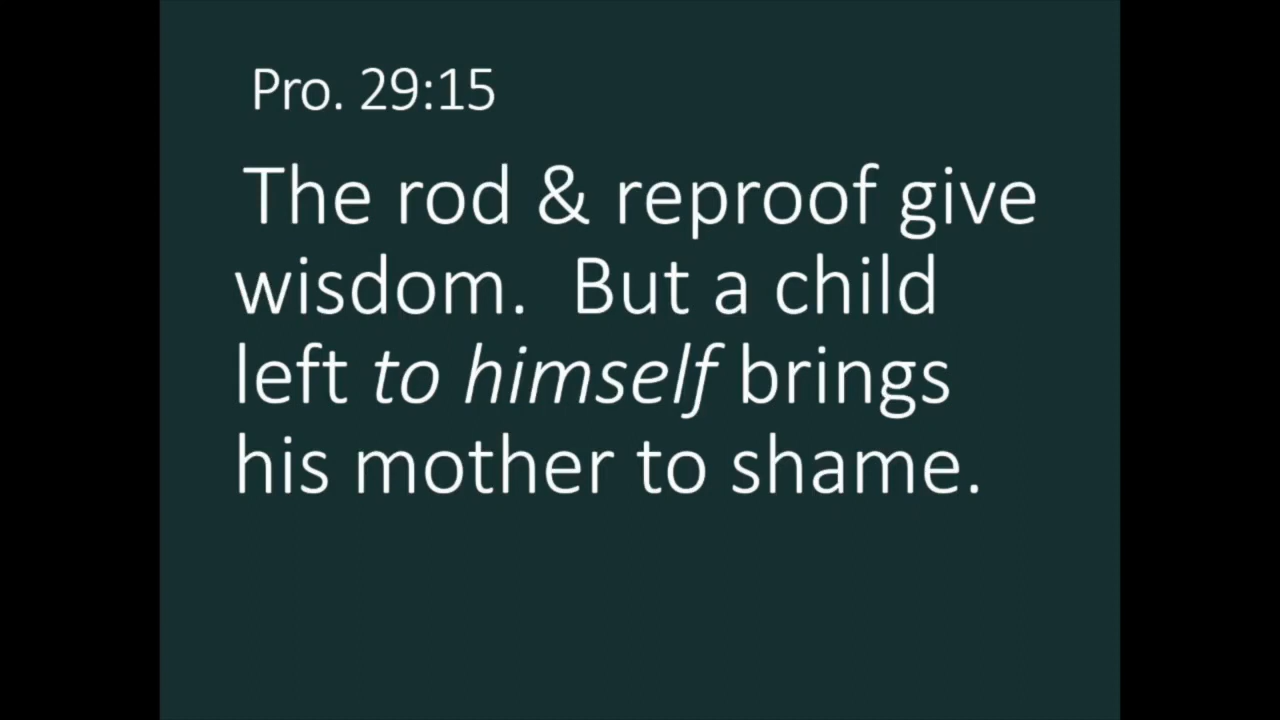 Pro. 29:15
The rod & reproof give
wisdom.  But a child
left to himself brings
his mother to shame.